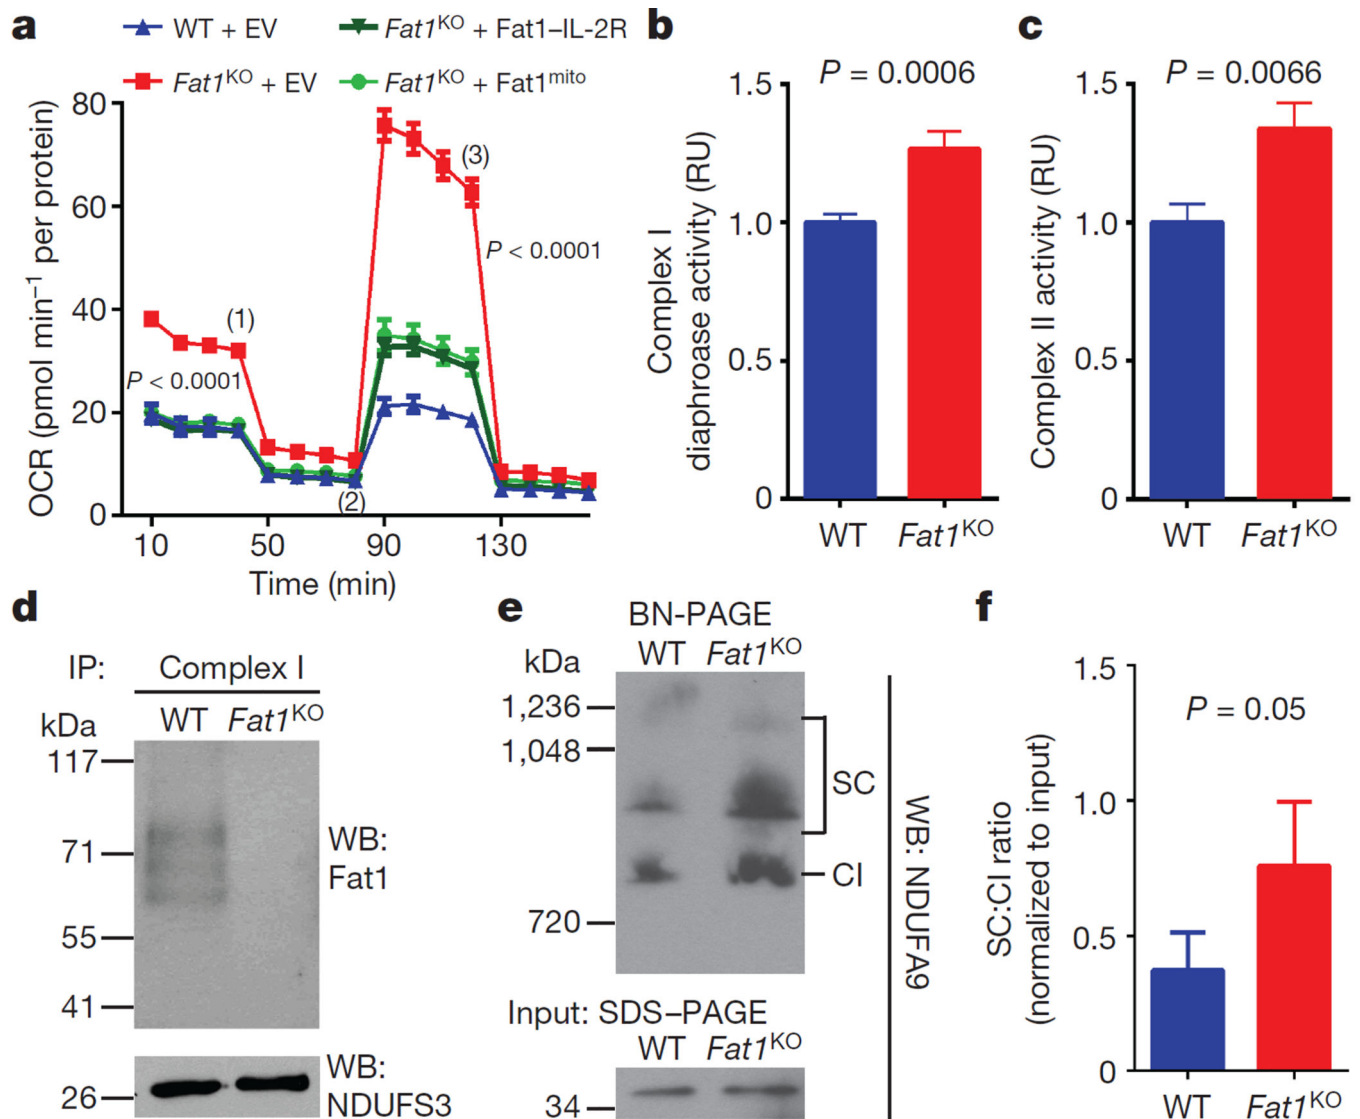 a
WT + EV
Fat1KO + Fat1–IL-2R
Fat1KO + EV
Fat1KO + Fat1mito
OCR (pmol min−1 per protein)
80
60
40
20
0
(1)
(2)
(3)
P < 0.0001
P < 0.0001
10 50 90 130
Time (min)
b
P = 0.0006
Complex I
diaphroase activity (RU)
1.5
1.0
0.5
0
WT Fat1KO
c
P = 0.0066
Complex II activity (RU)
1.5
1.0
0.5
0
WT Fat1KO
d
IP: Complex I
kDa WT Fat1KO
117
71
55
41
26
WB:
Fat1
WB:
NDUFS3
e
BN-PAGE
kDa WT Fat1KO
1,236
1,048
720
SC
CI
Input: SDS–PAGE
WT Fat1KO
34
WB: NDUFA9
f
P = 0.05
SC:CI ratio
(normalized to input)
1.5
1.0
0.5
0
WT Fat1KO